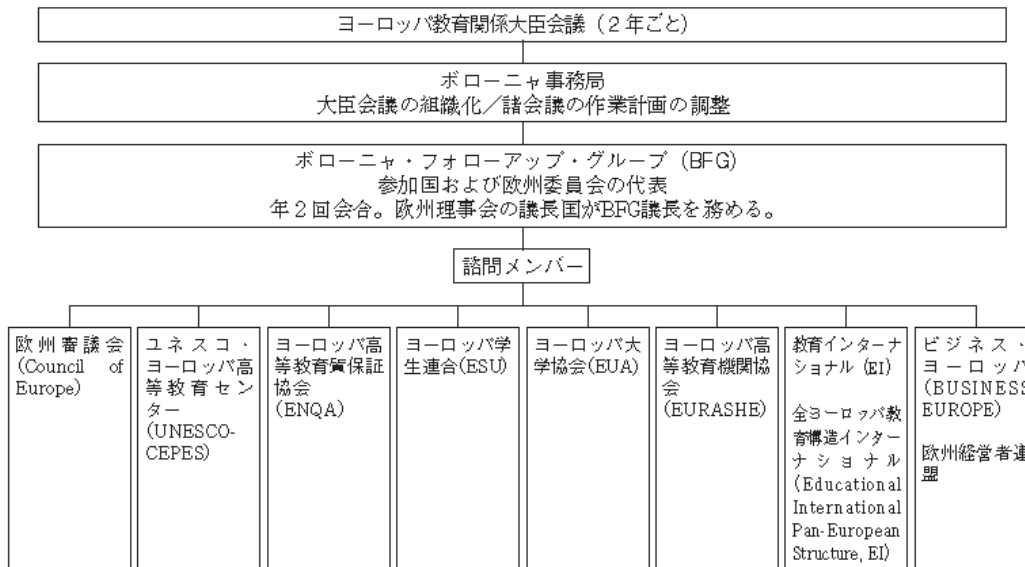 ヨーロッパ教育関係大臣会議（２年ごと）
ボローニャ事務局
大臣会議の組織化／諸会議の作業計画の調整
ボローニャ・フォローアップ・グループ (BFG)
参加国および欧州委員会の代表
年２回会合。欧州理事会の議長国がBFG議長を務める。
諮問メンバー
欧州審議会
(Council of
Europe)
ユネスコ・
ヨーロッパ高
等教育セン
ター
(UNESCO-
CEPES)
ヨーロッパ高
等教育質保証
協会
(ENQA)
ヨーロッパ学
生連合(ESU)
ヨーロッパ大
学協会(EUA)
ヨーロッパ高
等教育機関協
会
(EURASHE)
教育インターナ
ショナル (EI)
全ヨーロッパ教
育構造インター
ナショナル
(Educational
International
Pan-European
Structure, EI)
ビジネス・
ヨーロッパ
(BUSINESS
EUROPE)
欧州経営者連
盟